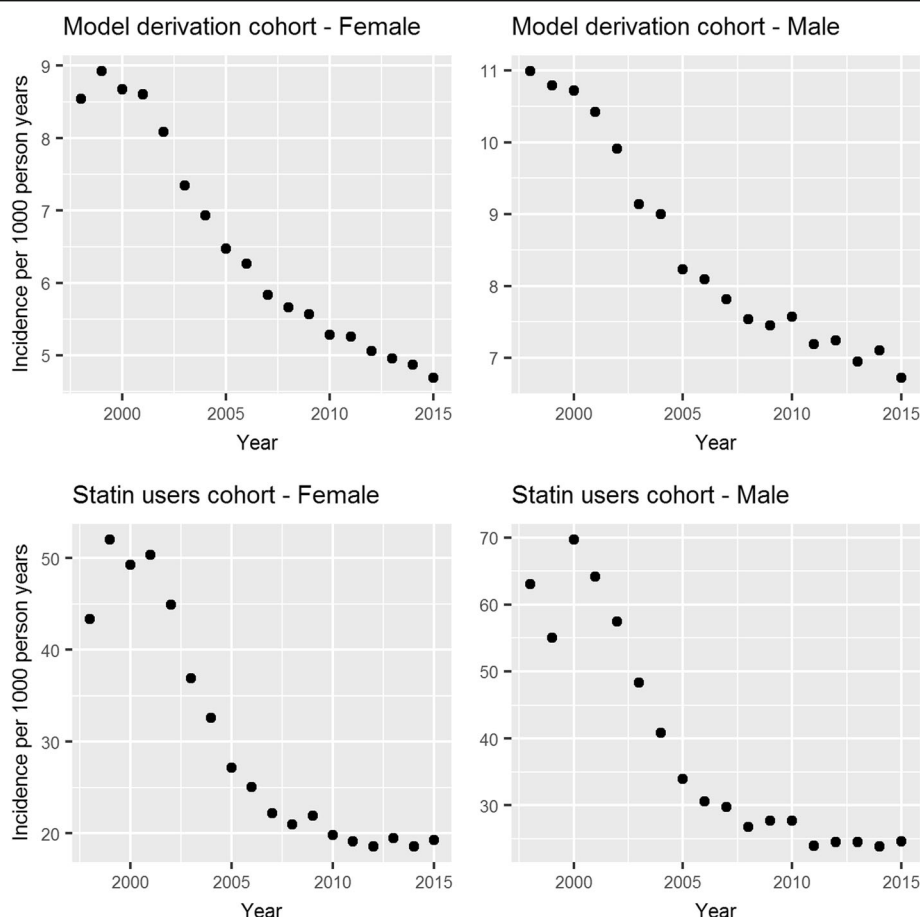 Model derivation cohort - Female
Incidence per 1000 person years
9
8
7
6
5
2000 2005 2010 2015
Year
Model derivation cohort - Male
11
10
9
8
7
2000 2005 2010 2015
Year
Statin users cohort - Female
Incidence per 1000 person years
50
40
30
20
2000 2005 2010 2015
Year
Statin users cohort - Male
70
60
50
40
30
2000 2005 2010 2015
Year